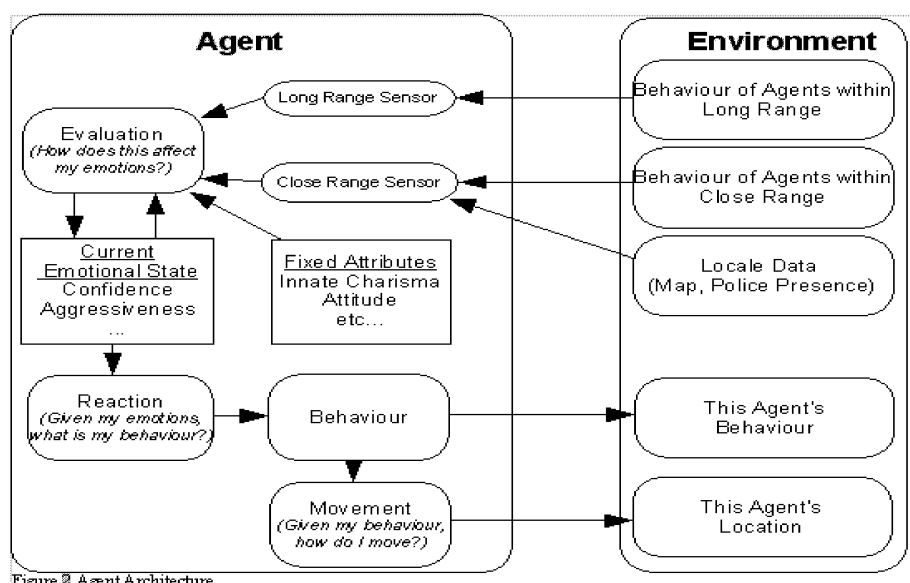 Agent
Environment
Long Range Sensor
Behaviour of Agents within
Long Range
Evaluation
(How does this affect
my emotions?)
Close Range Sensor
Behaviour of Agents within
Close Range
Current
Emotional State
Confidence
Aggressiveness
...
Fixed Attributes
Innate Charisma
Attitude
etc...
Locale Data
(Map, Police Presence)
Reaction
(Given my emotions,
what is my behaviour?)
Behaviour
This Agent's
Behaviour
Movement
(Given my behaviour,
how do I move?)
This Agent's
Location
Figure Agent Architecture